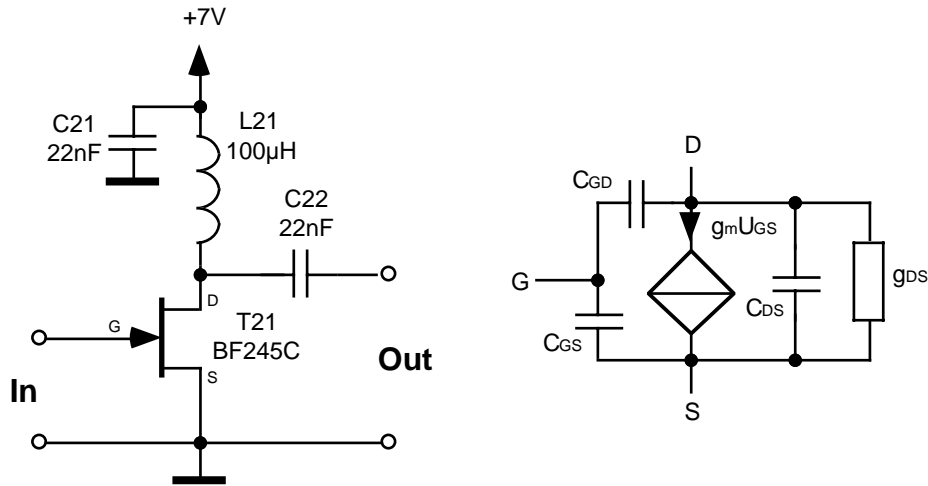 +7V
C21
22nF
L21
100µH
C22
22nF
D
G
T21
BF245C
S
In
Out
D
CGD
gmUGS
G
CGS
CDS
gDS
S